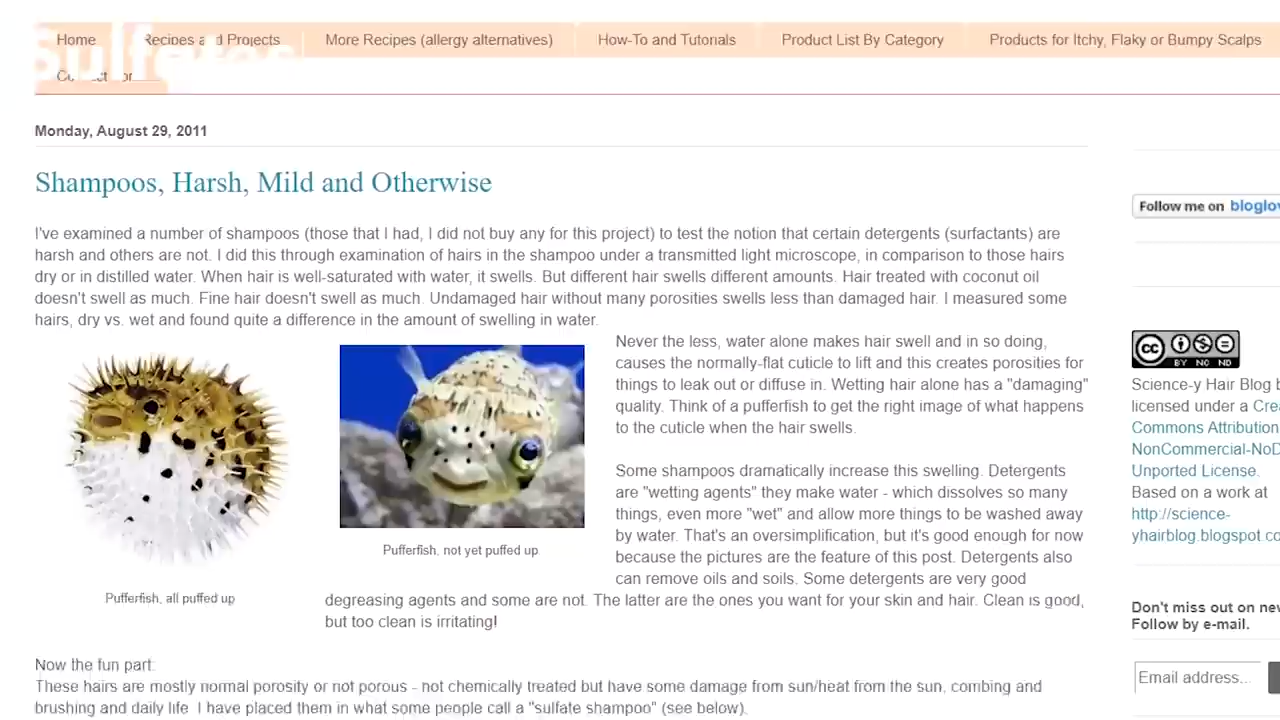 Sulfates
Home Recipes and Projects More Recipes (allergy alternatives) How-To and Tutorials Product List By Category Products for Itchy, Flaky or Bumpy Scalps
Monday, August 29, 2011
Shampoos, Harsh, Mild and Otherwise
I've examined a number of shampoos (those that I had, I did not buy any for this project) to test the notion that certain detergents (surfactants) are
harsh and others are not. I did this through examination of hairs in the shampoo under a transmitted light microscope, in comparison to those hairs
dry or in distilled water. When hair is well-saturated with water, it swells. But different hair swells different amounts. Hair treated with coconut oil
doesn't swell as much. Fine hair doesn't swell as much. Undamaged hair without many porosities swells less than damaged hair. I measured some
hairs, dry vs. wet and found quite a difference in the amount of swelling in water.
Never the less, water alone makes hair swell and in so doing,
causes the normally-flat cuticle to lift and this creates porosities for
things to leak out or diffuse in. Wetting hair alone has a "damaging"
quality. Think of a pufferfish to get the right image of what happens
to the cuticle when the hair swells.
Some shampoos dramatically increase this swelling. Detergents
are "wetting agents" they make water - which dissolves so many
things, even more "wet" and allow more things to be washed away
by water. That's an oversimplification, but it's good enough for now
because the pictures are the feature of this post. Detergents also
can remove oils and soils. Some detergents are very good
degreasing agents and some are not. The latter are the ones you want for your skin and hair. Clean is good,
but too clean is irritating!
Pufferfish, all puffed up
Pufferfish, not yet puffed up
Now the fun part:
These hairs are mostly normal porosity or not porous - not chemically treated but have some damage from sun/heat from the sun, combing and
brushing and daily life. I have placed them in what some people call a "sulfate shampoo" (see below).
Follow me on bloglov
cc BY NC ND
Science-y Hair Blog b
licensed under a Crea
Commons Attribution
NonCommercial-NoD
Unported License.
Based on a work at
http://science-
yhairblog.blogspot.co
Don't miss out on new
Follow by e-mail.
Email address...